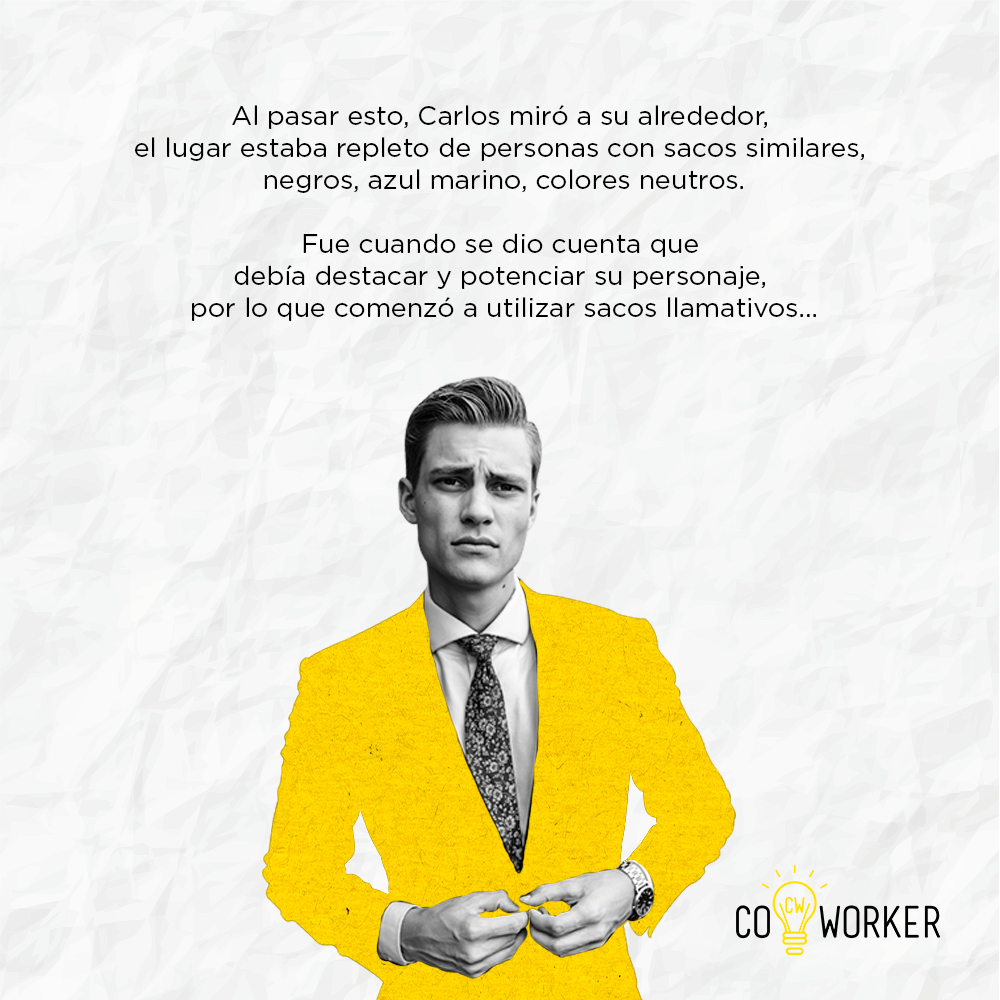 Al pasar esto, Carlos miró a su alrededor,
el lugar estaba repleto de personas con sacos similares,
negros, azul marino, colores neutros.
Fue cuando se dio cuenta que
debía destacar y potenciar su personaje,
por lo que comenzó a utilizar sacos llamativos...
CO CW WORKER